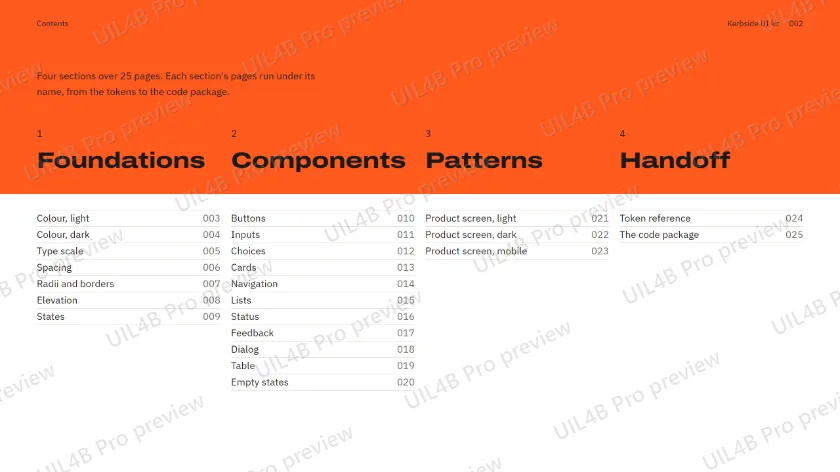 Contents
Kerbside UI kit 002
Four sections over 25 pages. Each section's pages run under its
name, from the tokens to the code package.
1
Foundations
Colour, light 003
Colour, dark 004
Type scale 005
Spacing 006
Radii and borders 007
Elevation 008
States 009
2
Components
Buttons 010
Inputs 011
Choices 012
Cards 013
Navigation 014
Lists 015
Status 016
Feedback 017
Dialog 018
Table 019
Empty states 020
3
Patterns
Product screen, light 021
Product screen, dark 022
Product screen, mobile 023
4
Handoff
Token reference 024
The code package 025
UIL4B Pro preview